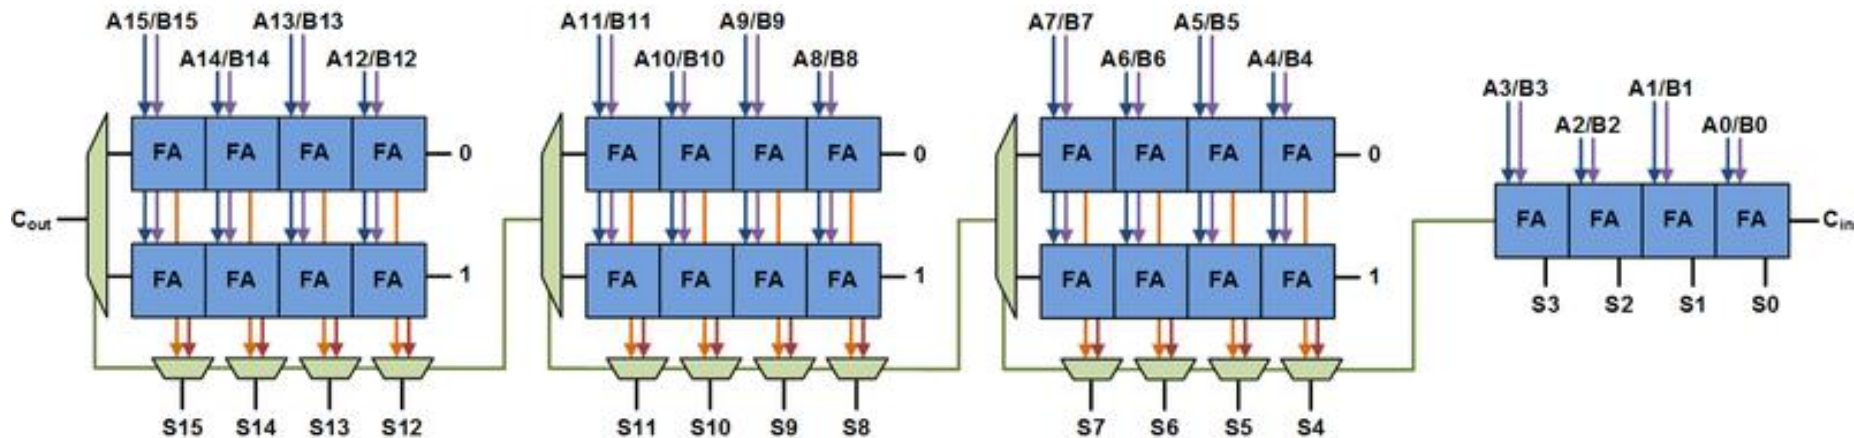 A15/B15 A13/B13 A11/B11 A9/B9 A7/B7 A5/B5
A14/B14 A12/B12 A10/B10 A8/B8 A6/B6 A4/B4
A3/B3 A1/B1
A2/B2 A0/B0
FA FA FA FA 0 FA FA FA FA 0 FA FA FA FA 0
Cout FA FA FA FA Cin
FA FA FA FA 1 FA FA FA FA 1 FA FA FA FA 1
S3 S2 S1 S0
S15 S14 S13 S12 S11 S10 S9 S8 S7 S6 S5 S4